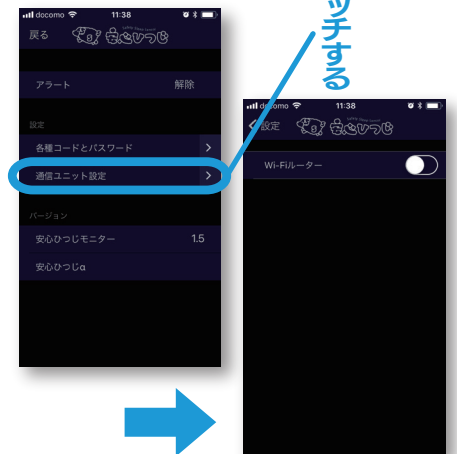 ッチする
docomo 11:38
戻る 安心ひつじ
アラート 解除
設定
各種コードとパスワード
通信ユニット設定
バージョン
安心ひつじモニター 1.5
安心ひつじα
docomo 11:38
設定 安心ひつじ
Wi-Fiルーター